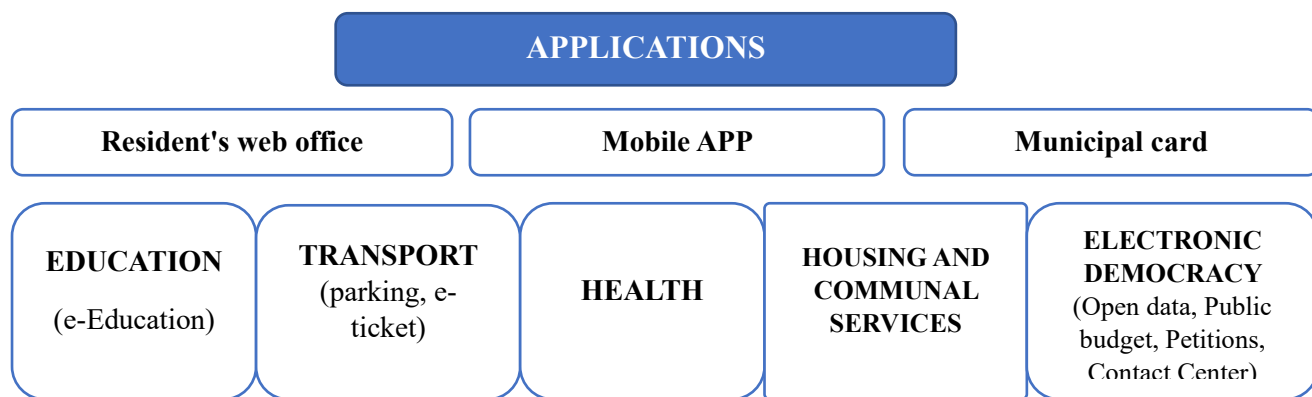 APPLICATIONS
Resident's web office
Mobile APP
Municipal card
EDUCATION
(e-Education)
TRANSPORT
(parking, e-
ticket)
HEALTH
HOUSING AND
COMMUNAL
SERVICES
ELECTRONIC
DEMOCRACY
(Open data, Public
budget, Petitions,
Contact Center)